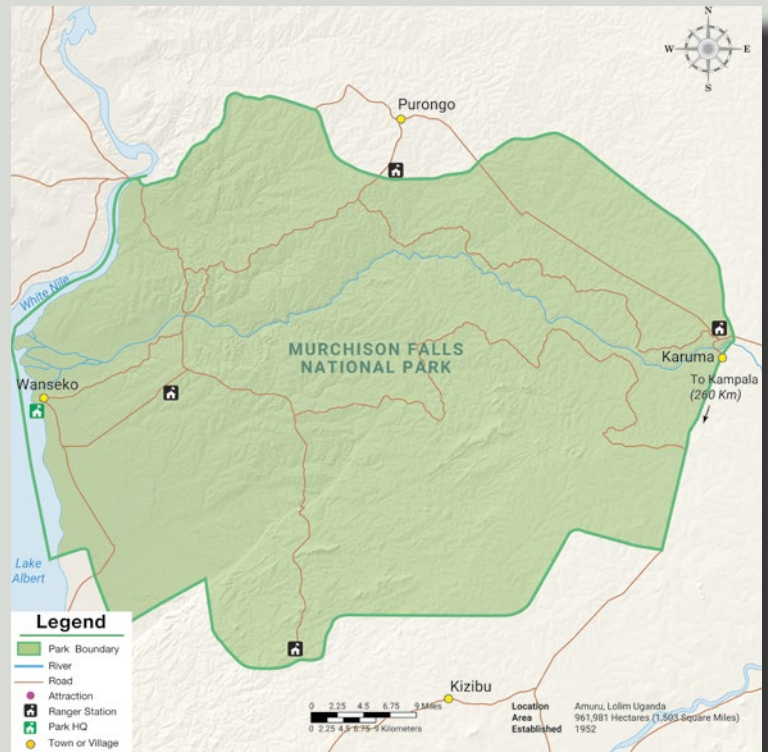 N
W
E
S
Purongo
White Nile
MURCHISON FALLS
NATIONAL PARK
Karuma
To Kampala
(260 Km)
Wanseko
Lake
Albert
Legend
Park Boundary
River
Road
Attraction
Ranger Station
Park HQ
Town or Village
Kizibu
0 2.25 4.5 6.75 9 Miles
0 2.25 4.5 6.75 9 Kilometers
Location Amuru, Lolim Uganda
Area 961,981 Hectares (1,503 Square Miles)
Established 1952